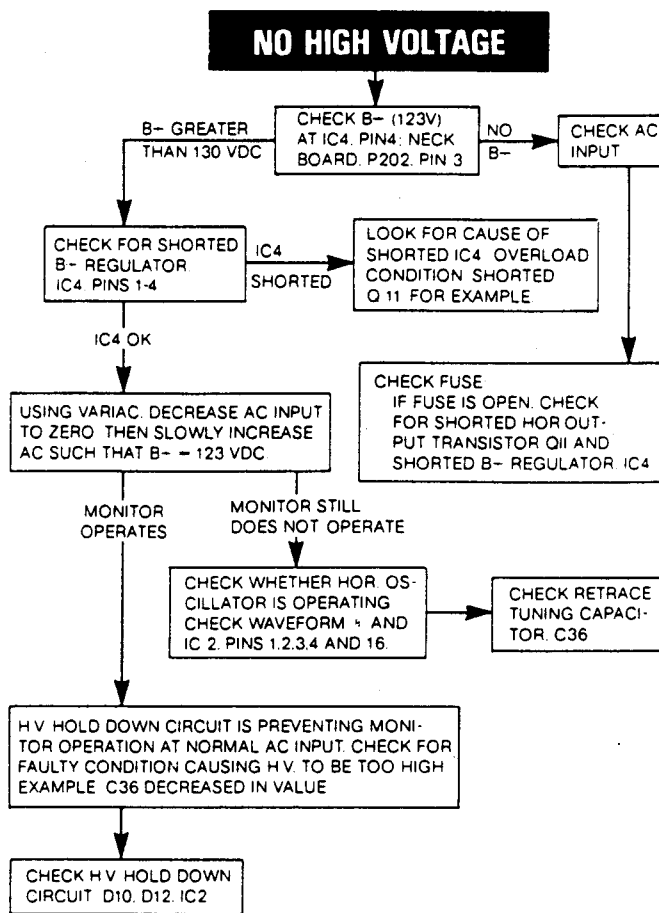 NO HIGH VOLTAGE
CHECK B- (123V)
AT IC4. PIN4: NECK
BOARD. P202. PIN 3
B- GREATER
THAN 130 VDC
NO
B-
CHECK AC
INPUT
CHECK FOR SHORTED
B- REGULATOR.
IC4. PINS 1-4
IC4
SHORTED
LOOK FOR CAUSE OF
SHORTED IC4 OVERLOAD
CONDITION SHORTED
Q 11 FOR EXAMPLE
IC4 OK
CHECK FUSE
IF FUSE IS OPEN. CHECK
FOR SHORTED HOR OUT-
PUT TRANSISTOR QII AND
SHORTED B- REGULATOR. IC4
USING VARIAC. DECREASE AC INPUT
TO ZERO THEN SLOWLY INCREASE
AC SUCH THAT B- = 123 VDC.
MONITOR
OPERATES
MONITOR STILL
DOES NOT OPERATE
CHECK WHETHER HOR. OS-
CILLATOR IS OPERATING
CHECK WAVEFORM AND
IC 2. PINS 1.2.3.4 AND 16.
CHECK RETRACE
TUNING CAPACI-
TOR. C36
H V HOLD DOWN CIRCUIT IS PREVENTING MONI-
TOR OPERATION AT NORMAL AC INPUT. CHECK FOR
FAULTY CONDITION CAUSING H V. TO BE TOO HIGH
EXAMPLE C36 DECREASED IN VALUE
CHECK H V HOLD DOWN
CIRCUIT D10. D12. IC2